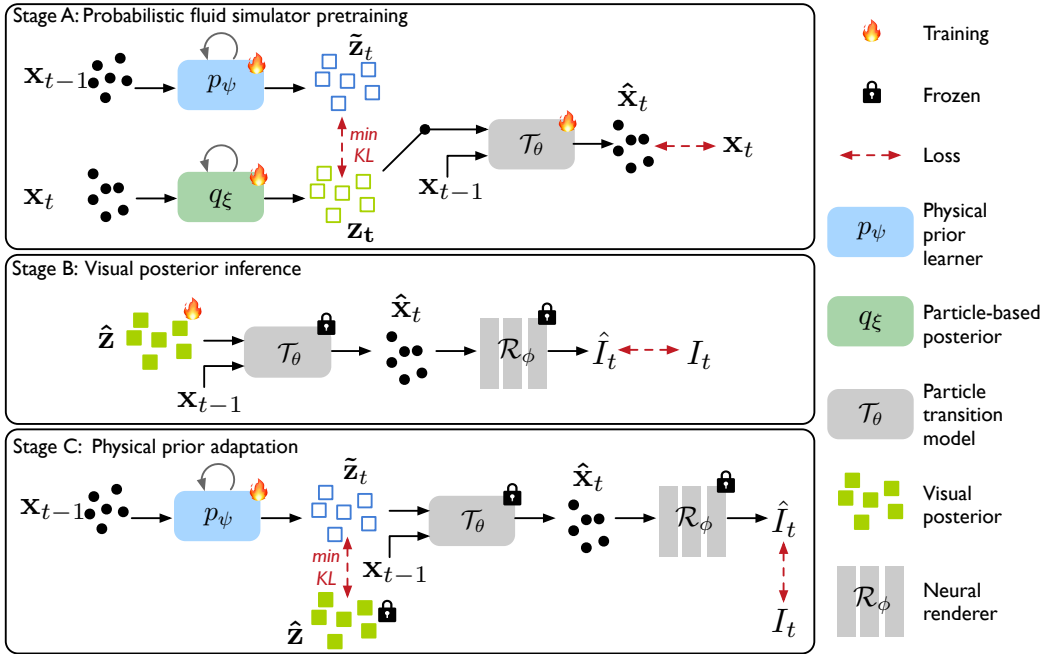 Stage A: Probabilistic fluid simulator pretraining
x_{t−1}
p_ψ
z̃_t
min
KL
x_t
q_ξ
z_t
x_{t−1}
𝒯_θ
x̂_t
x_t
Stage B: Visual posterior inference
ẑ
x_{t−1}
𝒯_θ
x̂_t
ℛ_ϕ
Î_t
I_t
Stage C: Physical prior adaptation
x_{t−1}
p_ψ
z̃_t
min
KL
ẑ
x_{t−1}
𝒯_θ
x̂_t
ℛ_ϕ
Î_t
I_t
Training
Frozen
Loss
p_ψ
Physical
prior
learner
q_ξ
Particle-based
posterior
𝒯_θ
Particle
transition
model
Visual
posterior
ℛ_ϕ
Neural
renderer